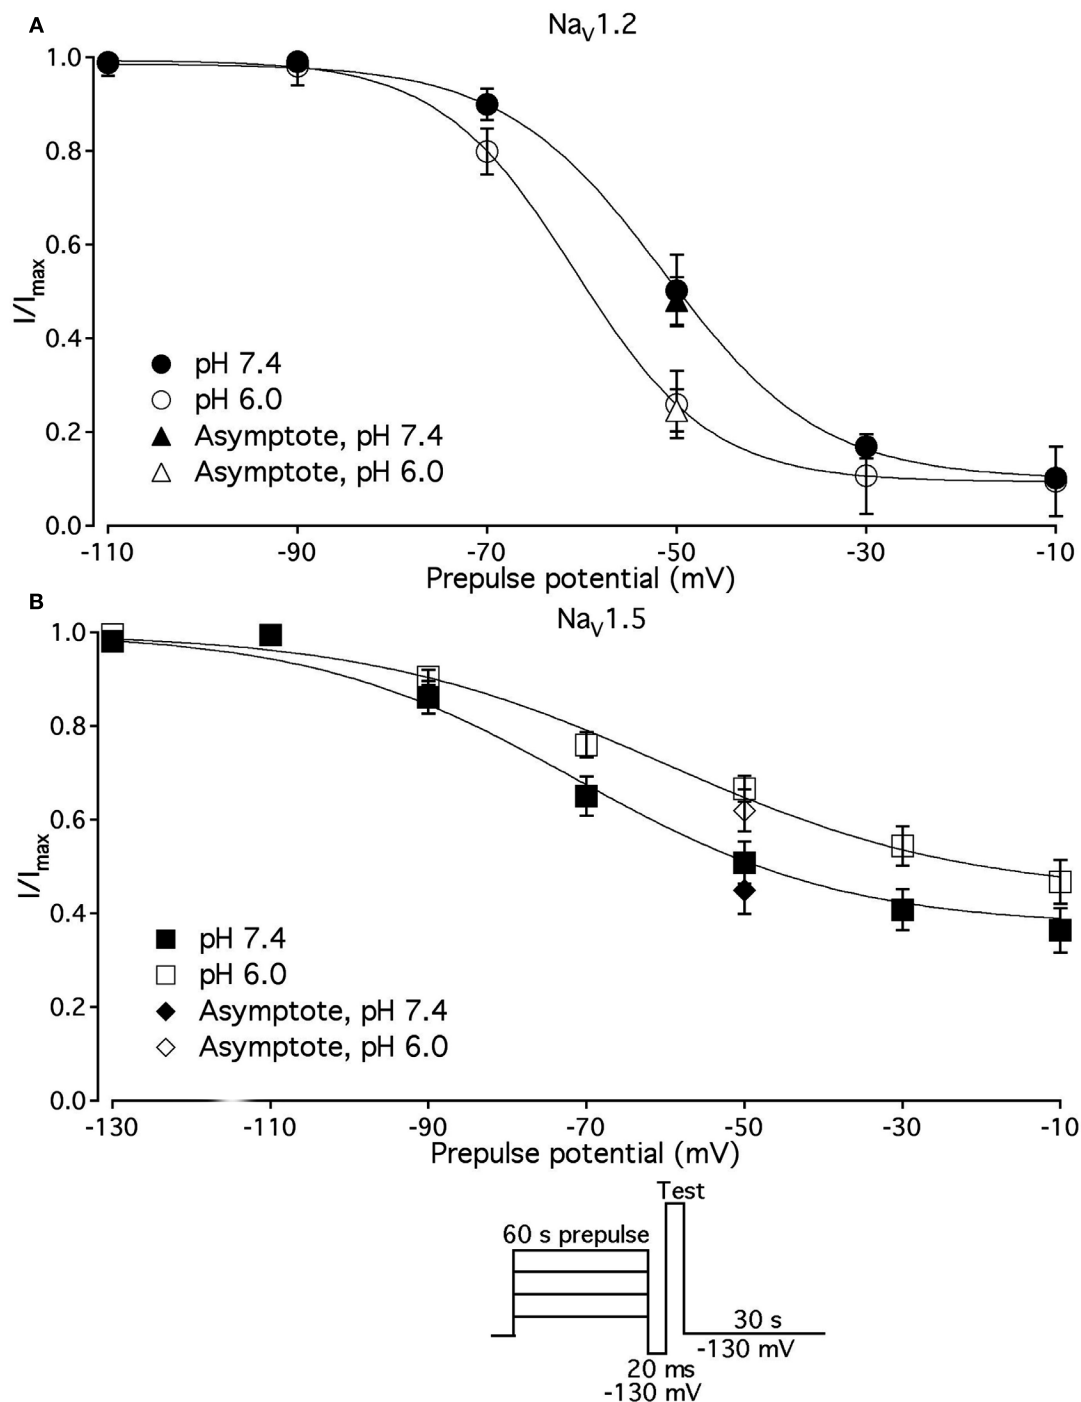 A
Na_V1.2
1.0
0.8
0.6
0.4
0.2
0.0
I/I_max
pH 7.4
pH 6.0
Asymptote, pH 7.4
Asymptote, pH 6.0
-110 -90 -70 -50 -30 -10
Prepulse potential (mV)
B
Na_V1.5
1.0
0.8
0.6
0.4
0.2
0.0
I/I_max
pH 7.4
pH 6.0
Asymptote, pH 7.4
Asymptote, pH 6.0
-130 -110 -90 -70 -50 -30 -10
Prepulse potential (mV)
Test
60 s prepulse
30 s
-130 mV
20 ms
-130 mV